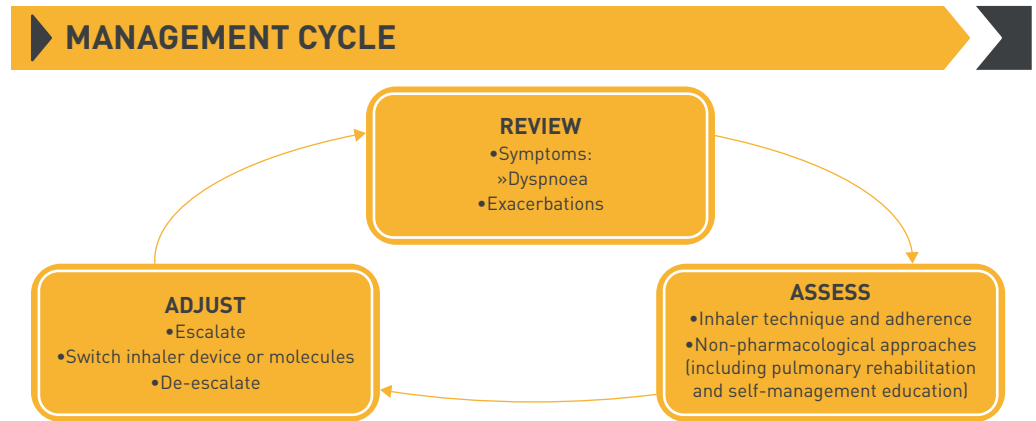 MANAGEMENT CYCLE
REVIEW
•Symptoms:
»Dyspnoea
•Exacerbations
ADJUST
•Escalate
•Switch inhaler device or molecules
•De-escalate
ASSESS
•Inhaler technique and adherence
•Non-pharmacological approaches
(including pulmonary rehabilitation
and self-management education)